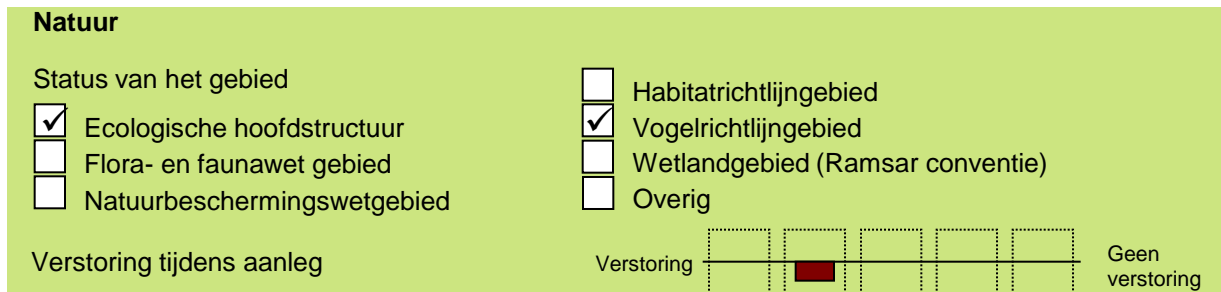 Natuur
Status van het gebied
✓ Ecologische hoofdstructuur
Flora- en faunawet gebied
Natuurbeschermingswetgebied
Habitatrichtlijngebied
✓ Vogelrichtlijngebied
Wetlandgebied (Ramsar conventie)
Overig
Verstoring tijdens aanleg
Verstoring
Geen
verstoring